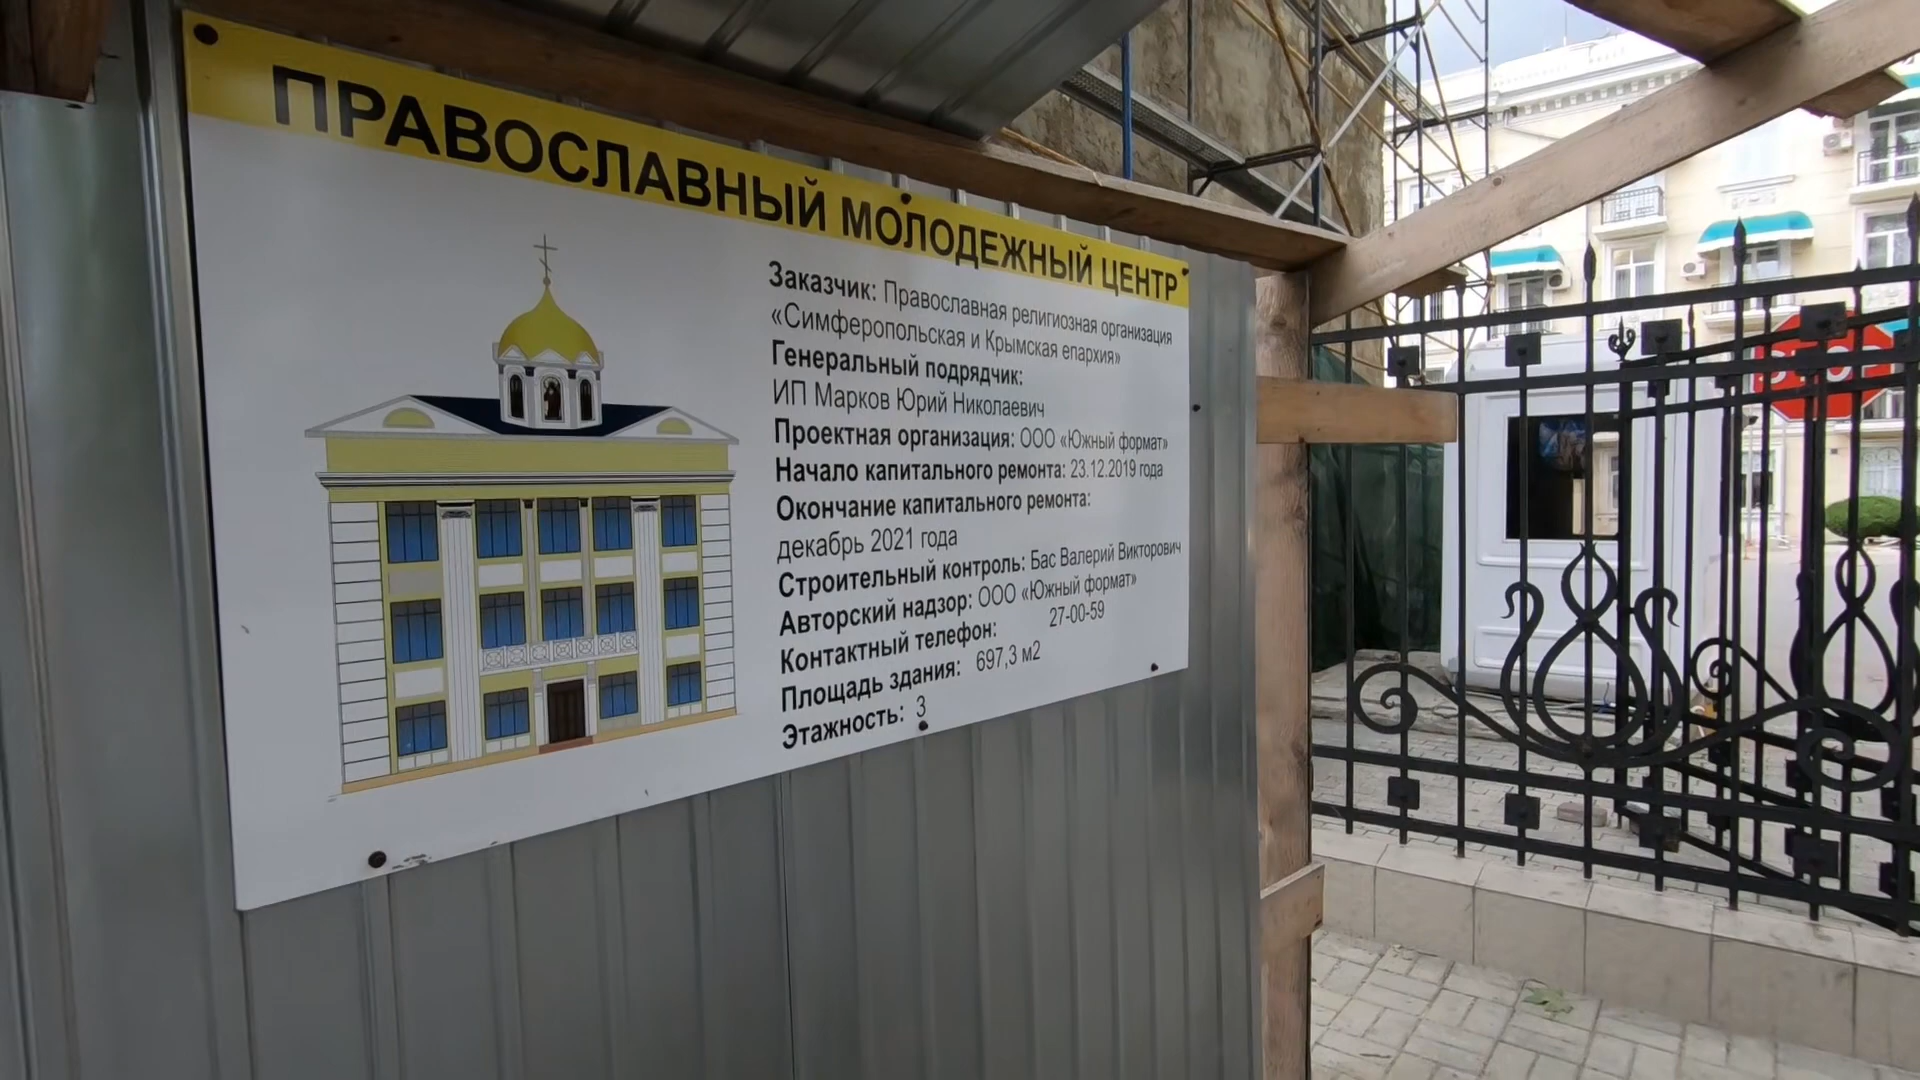 ПРАВОСЛАВНЫЙ МОЛОДЕЖНЫЙ ЦЕНТР
Заказчик: Православная религиозная организация
«Симферопольская и Крымская епархия»
Генеральный подрядчик:
ИП Марков Юрий Николаевич
Проектная организация: ООО «Южный формат»
Начало капитального ремонта: 23.12.2019 года
Окончание капитального ремонта:
декабрь 2021 года
Строительный контроль: Бас Валерий Викторович
Авторский надзор: ООО «Южный формат»
Контактный телефон: 27-00-59
Площадь здания: 697,3 м2
Этажность: 3
STOP